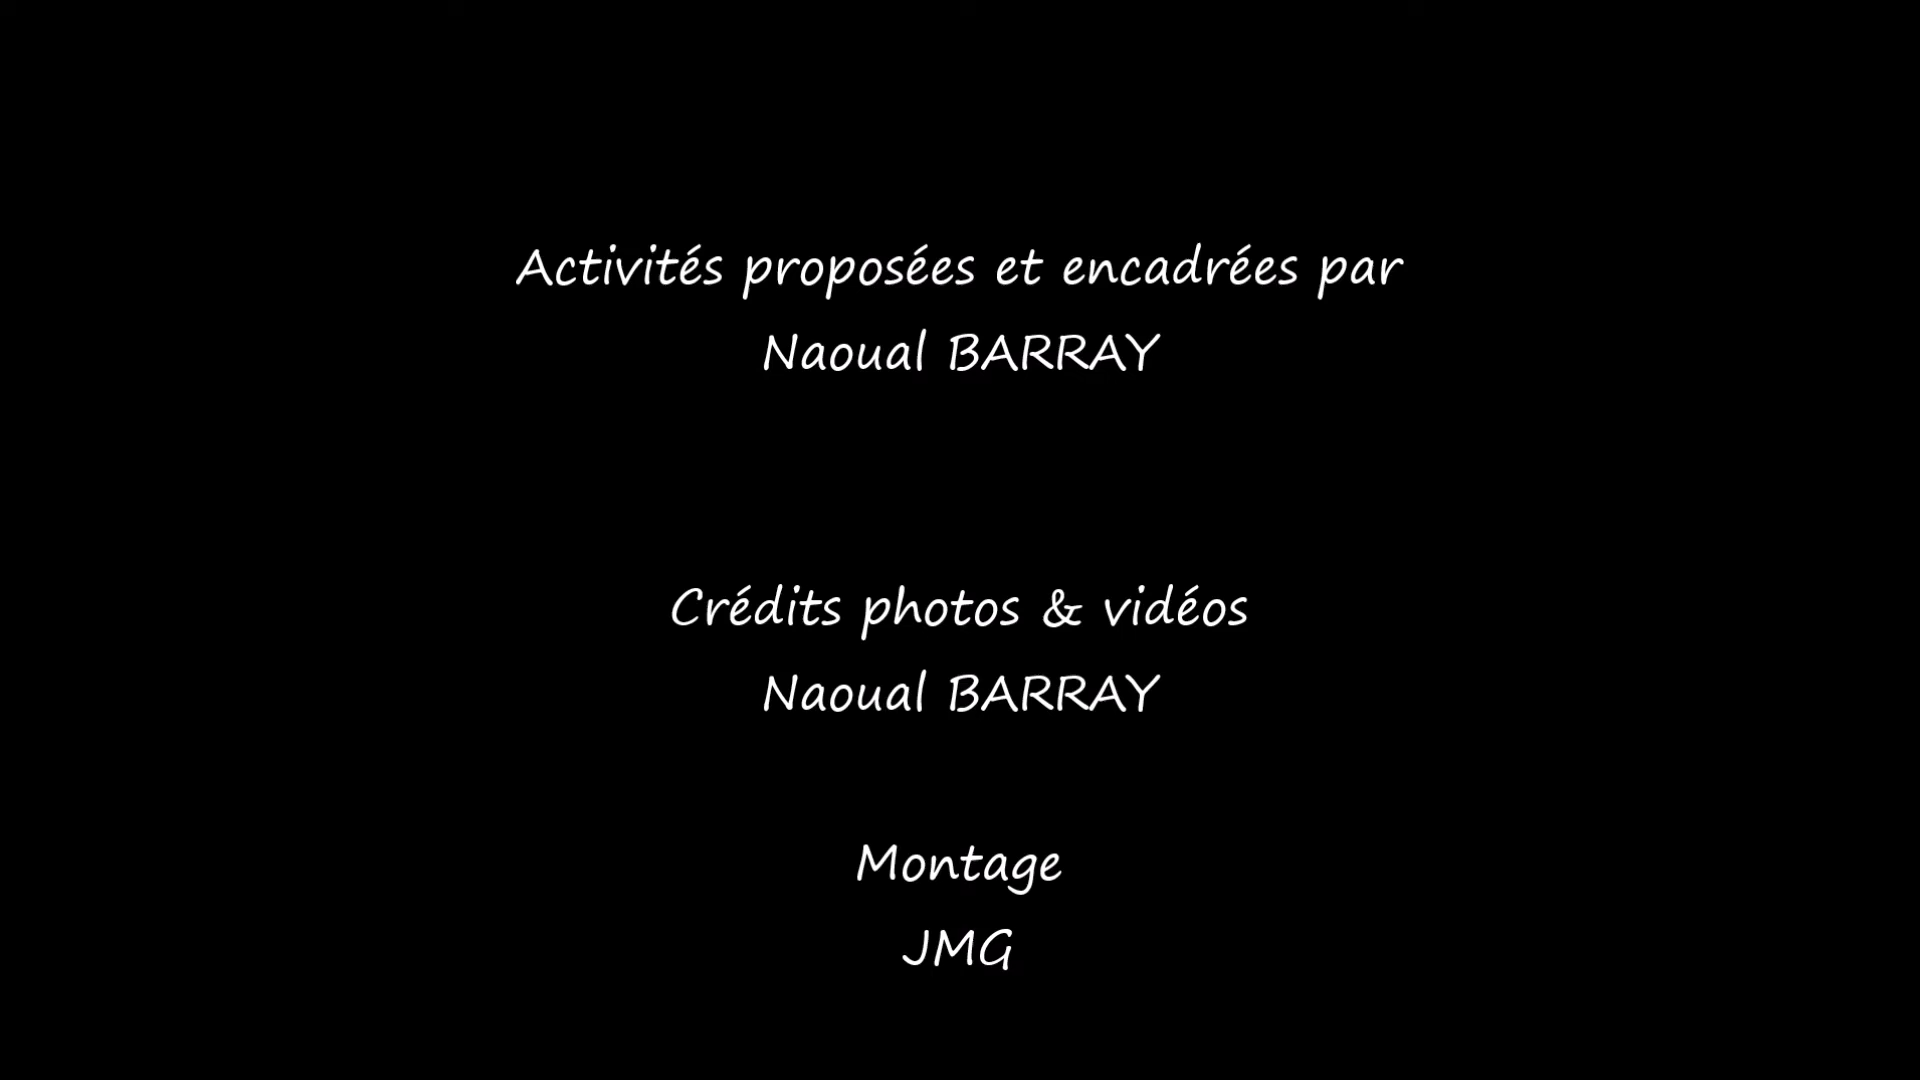 Activités proposées et encadrées par
Naoual BARRAY
Crédits photos & vidéos
Naoual BARRAY
Montage
JMG